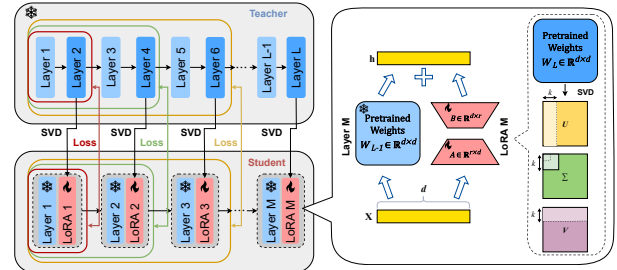 Teacher
Layer 1
Layer 2
Layer 3
Layer 4
Layer 5
Layer 6
Layer L-1
Layer L
SVD
SVD
SVD
SVD
Loss
Loss
Loss
Student
Layer 1
LoRA 1
Layer 2
LoRA 2
Layer 3
LoRA 3
Layer M
LoRA M
Layer M
h
Pretrained
Weights
W_{L-1}∈ℝ^{d×d}
B∈ℝ^{d×r}
A∈ℝ^{r×d}
d
X
LoRA M
Pretrained
Weights
W_L∈ℝ^{d×d}
SVD
k
U
k
Σ
k
V